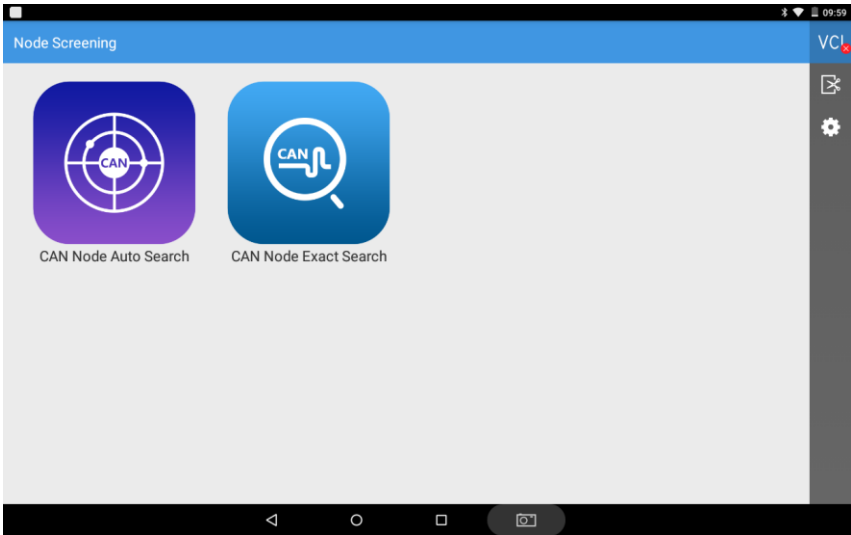 09:59
Node Screening
VCI
CAN
CAN
CAN Node Auto Search
CAN Node Exact Search